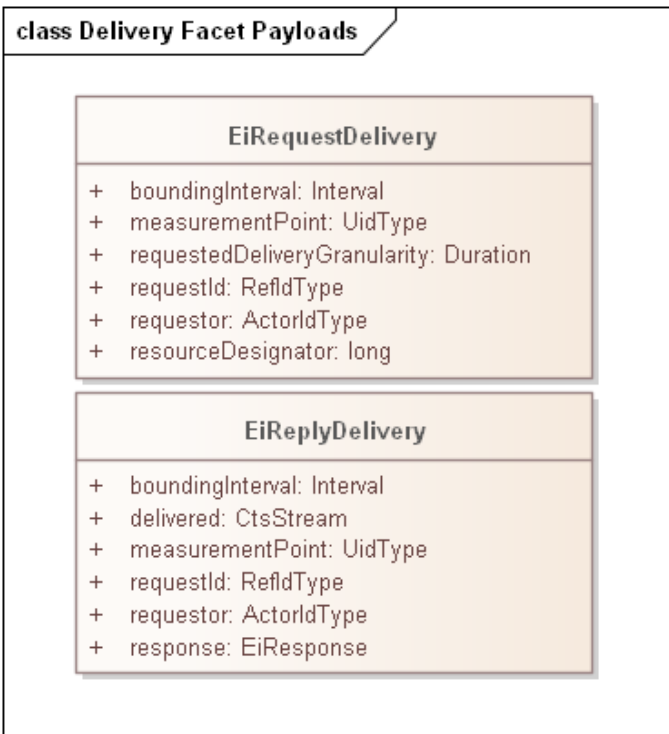 class Delivery Facet Payloads
EiRequestDelivery
+ boundingInterval: Interval
+ measurementPoint: UidType
+ requestedDeliveryGranularity: Duration
+ requestId: RefIdType
+ requestor: ActorIdType
+ resourceDesignator: long
EiReplyDelivery
+ boundingInterval: Interval
+ delivered: CtsStream
+ measurementPoint: UidType
+ requestId: RefIdType
+ requestor: ActorIdType
+ response: EiResponse